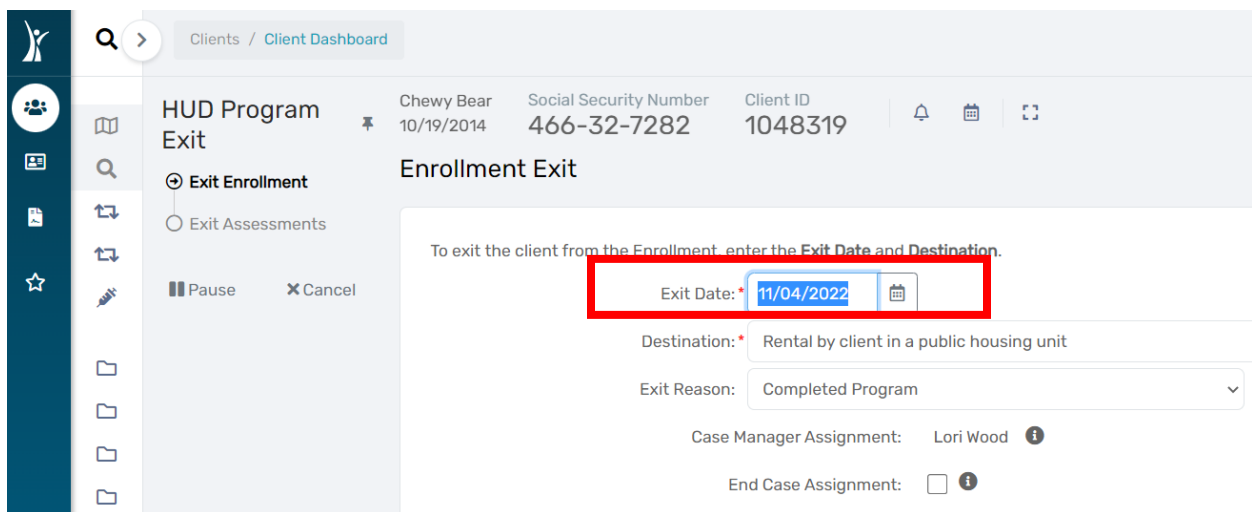 Clients / Client Dashboard
HUD Program
Exit
Exit Enrollment
Exit Assessments
Pause Cancel
Chewy Bear
10/19/2014
Social Security Number
466-32-7282
Client ID
1048319
Enrollment Exit
To exit the client from the Enrollment, enter the Exit Date and Destination.
Exit Date:* 11/04/2022
Destination:* Rental by client in a public housing unit
Exit Reason: Completed Program
Case Manager Assignment: Lori Wood
End Case Assignment: